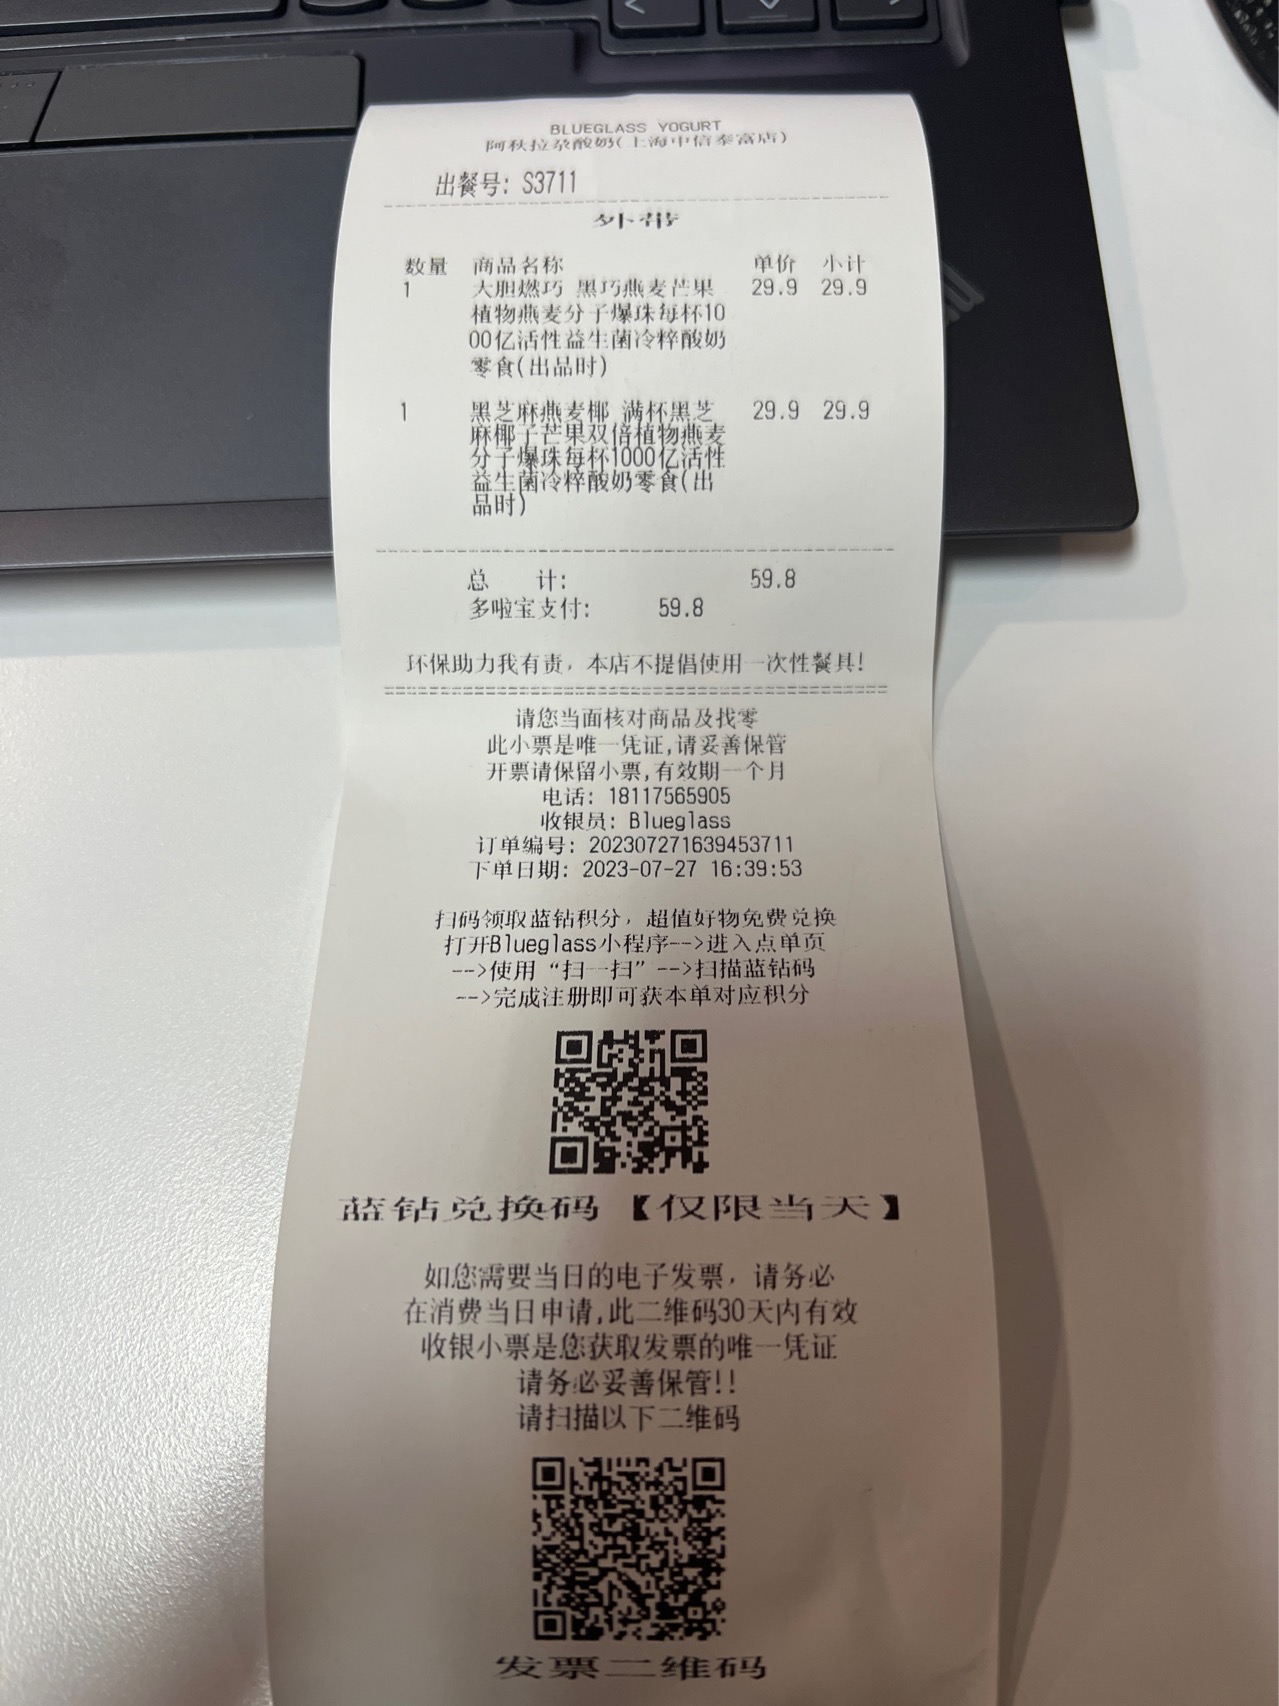 BLUEGLASS YOGURT
阿秋拉尕酸奶(上海中信泰富店)
出餐号: S3711
外带
数量 商品名称 单价 小计
1 大胆燃巧 黑巧燕麦芒果 29.9 29.9
植物燕麦分子爆珠每杯10
00亿活性益生菌冷粹酸奶
零食(出品时)
1 黑芝麻燕麦椰 满杯黑芝 29.9 29.9
麻椰子芒果双倍植物燕麦
分子爆珠每杯1000亿活性
益生菌冷粹酸奶零食(出
品时)
总 计: 59.8
多啦宝支付: 59.8
环保助力我有责，本店不提倡使用一次性餐具!
请您当面核对商品及找零
此小票是唯一凭证,请妥善保管
开票请保留小票,有效期一个月
电话: 18117565905
收银员: Blueglass
订单编号: 202307271639453711
下单日期: 2023-07-27 16:39:53
扫码领取蓝钻积分，超值好物免费兑换
打开Blueglass小程序-->进入点单页
-->使用“扫一扫”-->扫描蓝钻码
-->完成注册即可获本单对应积分
蓝钻兑换码【仅限当天】
如您需要当日的电子发票，请务必
在消费当日申请,此二维码30天内有效
收银小票是您获取发票的唯一凭证
请务必妥善保管!!
请扫描以下二维码
发票二维码